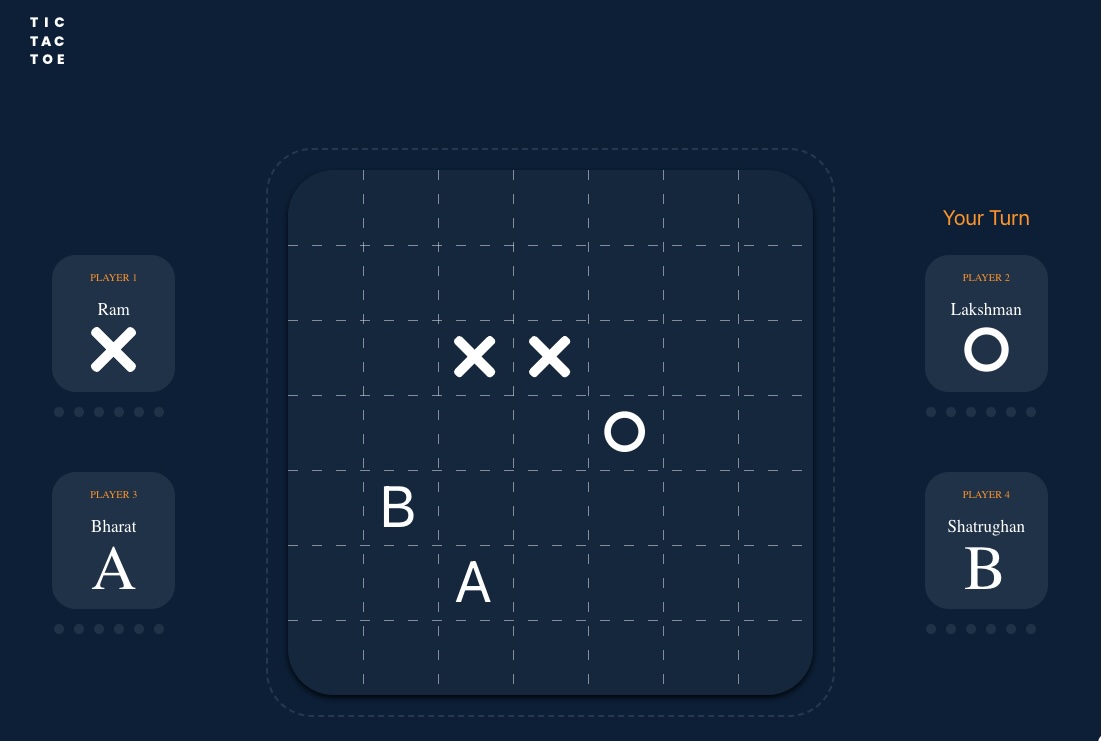 TIC
TAC
TOE
Your Turn
PLAYER 1
Ram
X
PLAYER 2
Lakshman
O
X X
O
B
A
PLAYER 3
Bharat
A
PLAYER 4
Shatrughan
B